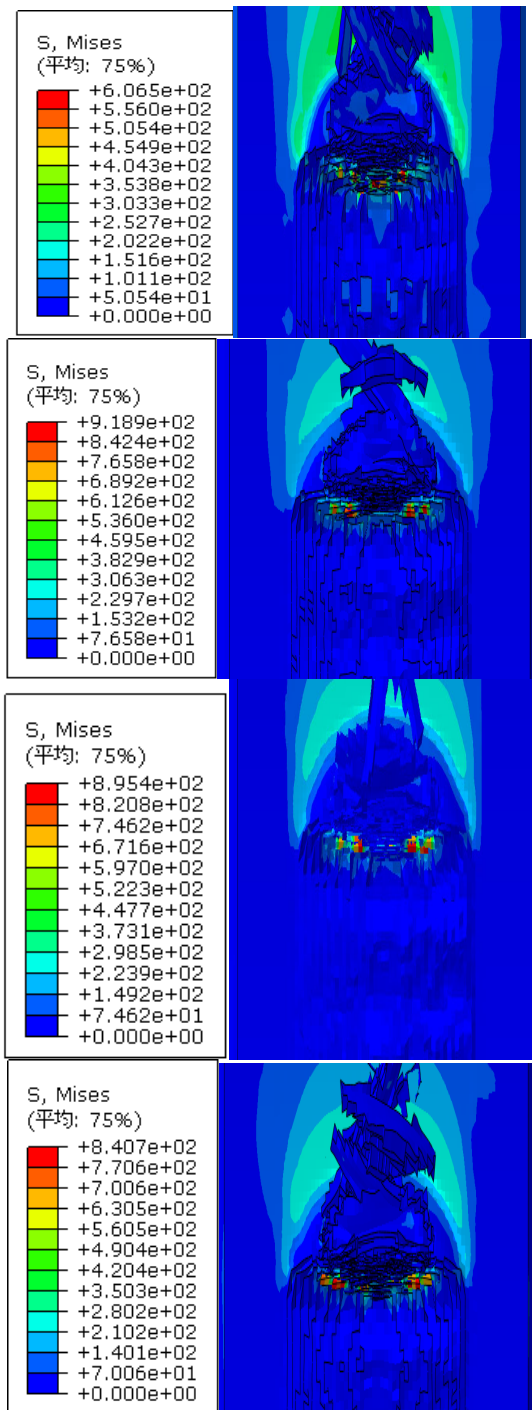 S, Mises
(平均: 75%)
+6.065e+02
+5.560e+02
+5.054e+02
+4.549e+02
+4.043e+02
+3.538e+02
+3.033e+02
+2.527e+02
+2.022e+02
+1.516e+02
+1.011e+02
+5.054e+01
+0.000e+00
S, Mises
(平均: 75%)
+9.189e+02
+8.424e+02
+7.658e+02
+6.892e+02
+6.126e+02
+5.360e+02
+4.595e+02
+3.829e+02
+3.063e+02
+2.297e+02
+1.532e+02
+7.658e+01
+0.000e+00
S, Mises
(平均: 75%)
+8.954e+02
+8.208e+02
+7.462e+02
+6.716e+02
+5.970e+02
+5.223e+02
+4.477e+02
+3.731e+02
+2.985e+02
+2.239e+02
+1.492e+02
+7.462e+01
+0.000e+00
S, Mises
(平均: 75%)
+8.407e+02
+7.706e+02
+7.006e+02
+6.305e+02
+5.605e+02
+4.904e+02
+4.204e+02
+3.503e+02
+2.802e+02
+2.102e+02
+1.401e+02
+7.006e+01
+0.000e+00